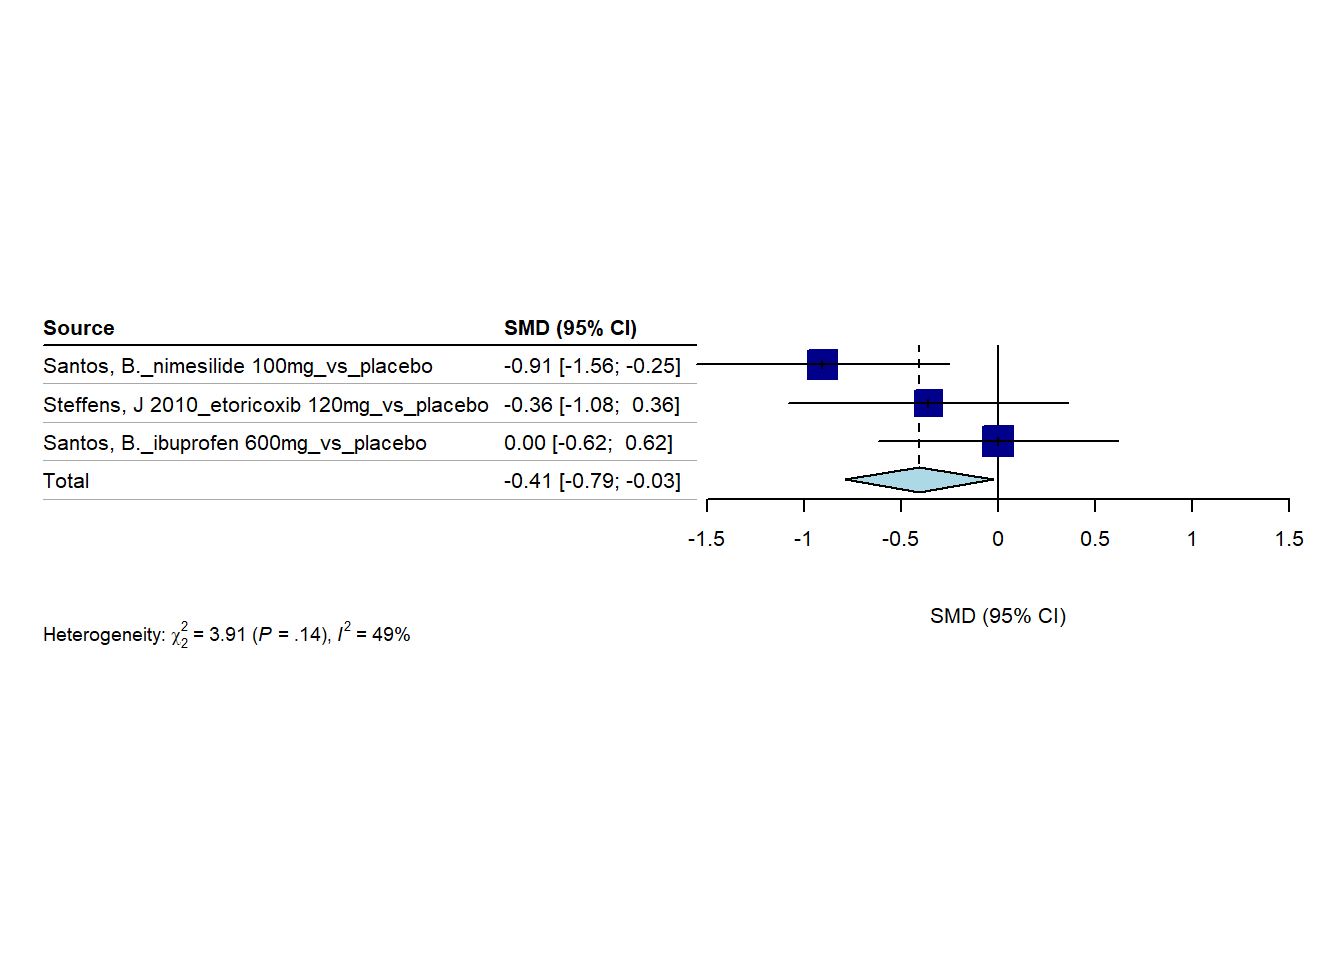 Source SMD (95% CI)
Santos, B._nimesilide 100mg_vs_placebo -0.91 [-1.56; -0.25]
Steffens, J 2010_etoricoxib 120mg_vs_placebo -0.36 [-1.08;  0.36]
Santos, B._ibuprofen 600mg_vs_placebo 0.00 [-0.62;  0.62]
Total -0.41 [-0.79; -0.03]
-1.5 -1 -0.5 0 0.5 1 1.5
SMD (95% CI)
Heterogeneity: χ²₂ = 3.91 (P = .14), I² = 49%